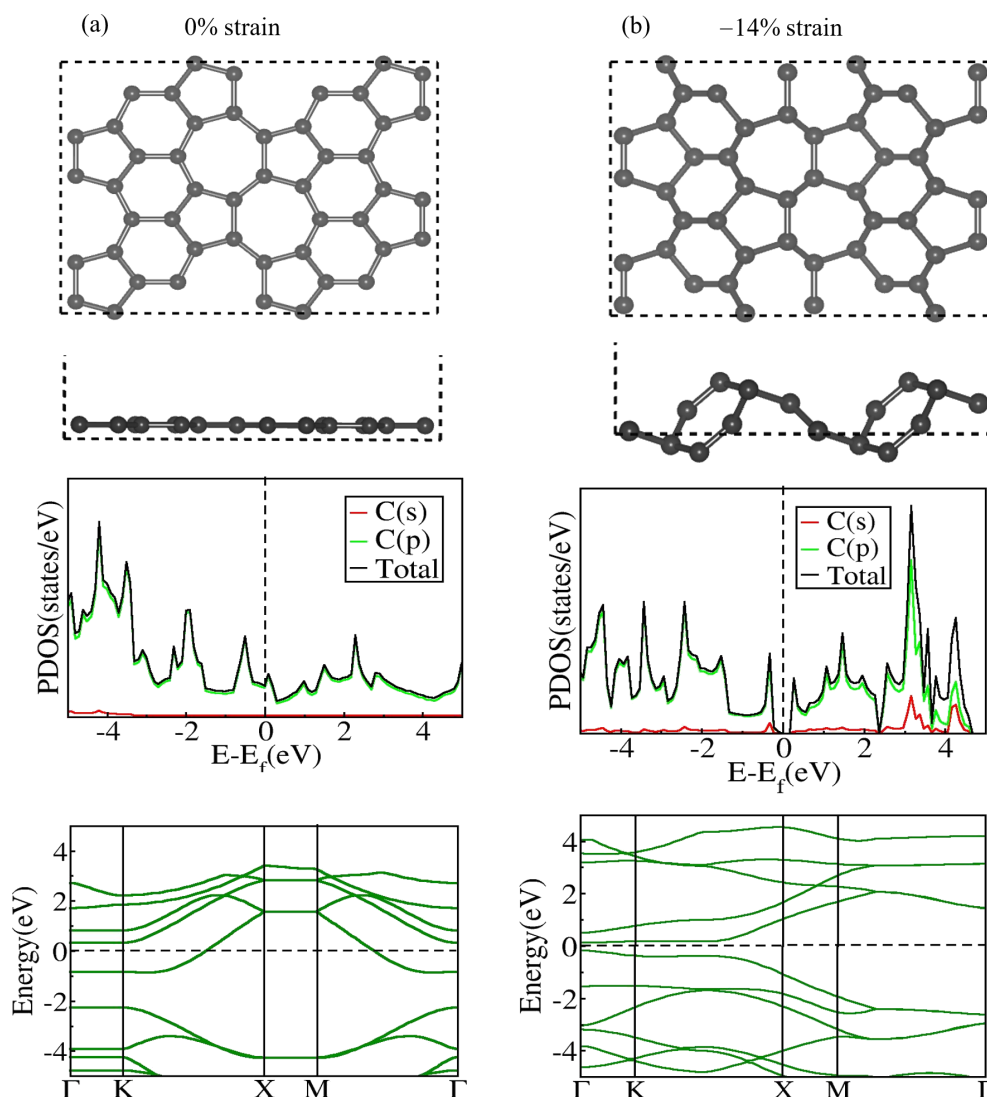 (a) 0% strain
(b) –14% strain
PDOS(states/eV)
C(s)
C(p)
Total
-4 -2 0 2 4
E-E_f(eV)
PDOS(states/eV)
C(s)
C(p)
Total
-4 -2 0 2 4
E-E_f(eV)
Energy(eV)
4
2
0
-2
-4
Γ K X M Γ
Energy(eV)
4
2
0
-2
-4
Γ K X M Γ